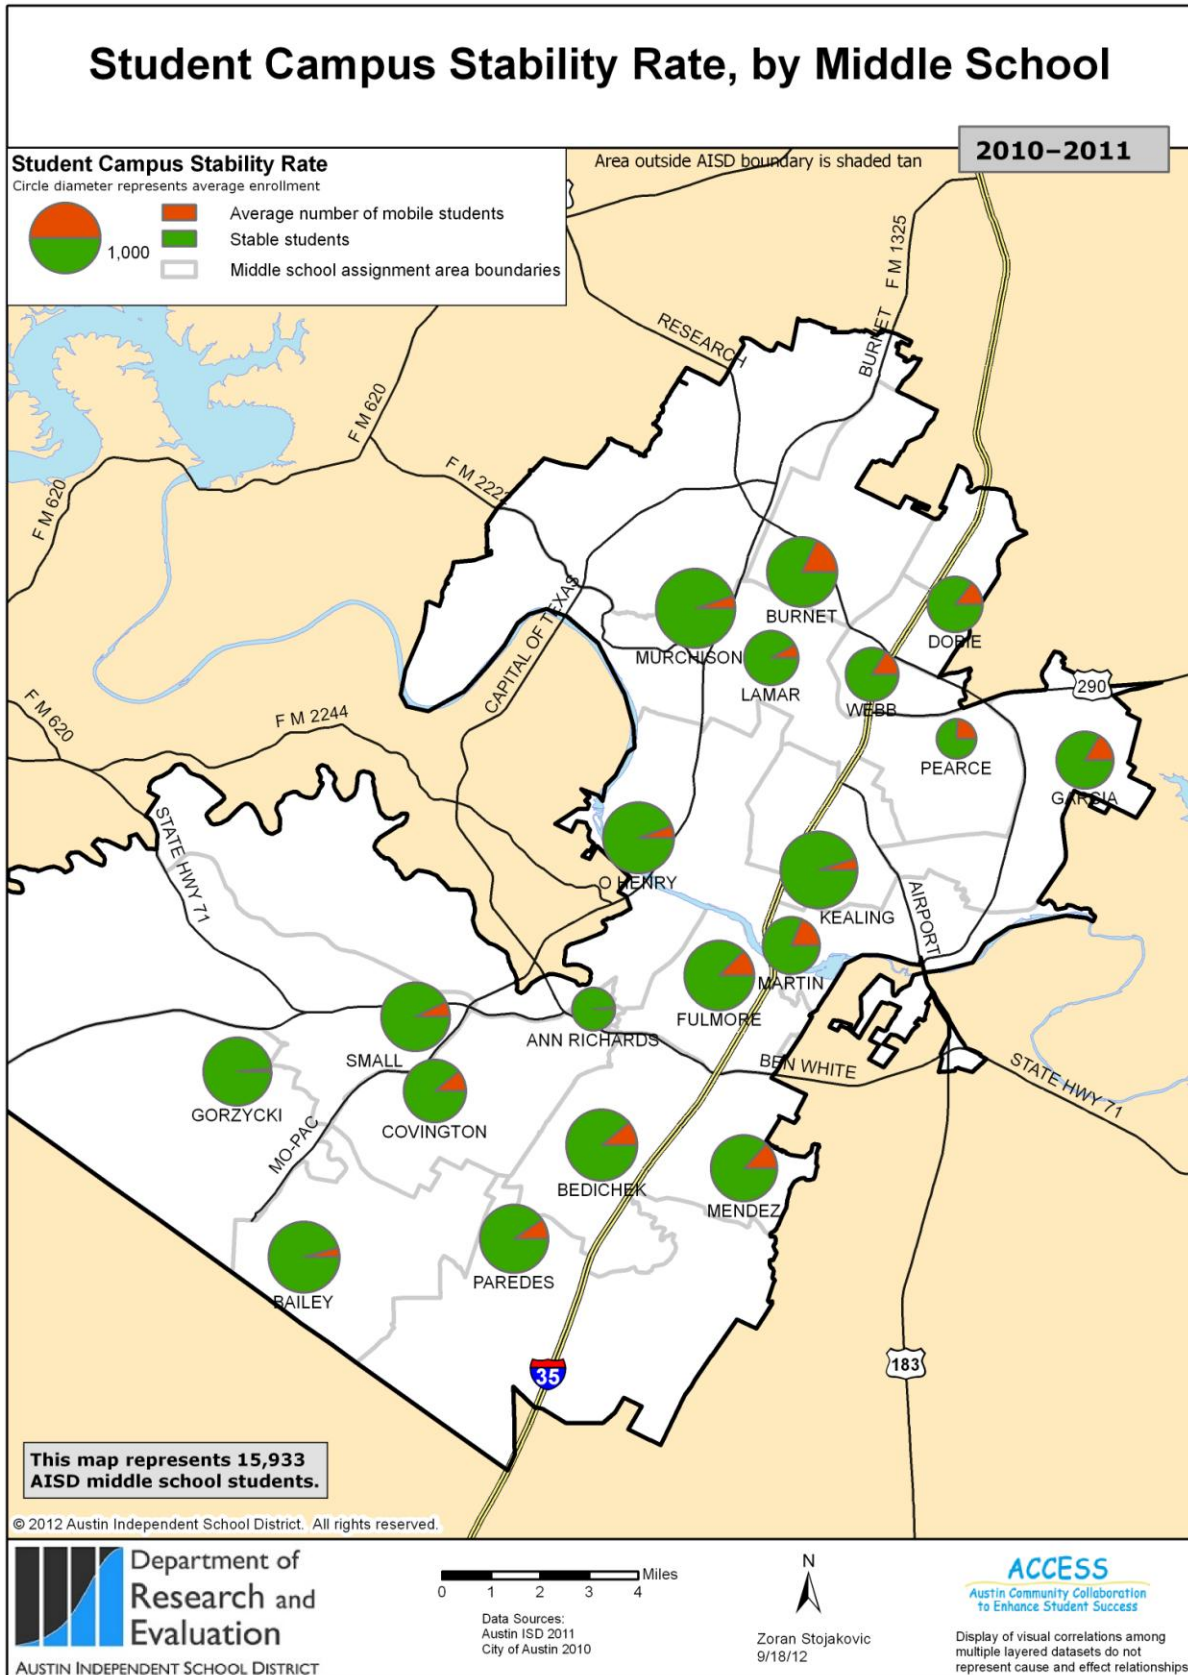 Student Campus Stability Rate, by Middle School
2010–2011
Student Campus Stability Rate
Circle diameter represents average enrollment
1,000
Average number of mobile students
Stable students
Middle school assignment area boundaries
Area outside AISD boundary is shaded tan
F M 1325
BURNET
RESEARCH
F M 620
F M 620
F M 2222
CAPITAL OF TEXAS
BURNET
DOBIE
MURCHISON
LAMAR
WEBB
290
F M 620
F M 2244
PEARCE
GARCIA
STATE HWY 71
O HENRY
KEALING
AIRPORT
MARTIN
FULMORE
ANN RICHARDS
SMALL
BEN WHITE
STATE HWY 71
GORZYCKI
COVINGTON
MO-PAC
BEDICHEK
MENDEZ
PAREDES
BAILEY
35
183
This map represents 15,933
AISD middle school students.
© 2012 Austin Independent School District. All rights reserved.
Department of
Research and
Evaluation
AUSTIN INDEPENDENT SCHOOL DISTRICT
Miles
0 1 2 3 4
Data Sources:
Austin ISD 2011
City of Austin 2010
N
Zoran Stojakovic
9/18/12
ACCESS
Austin Community Collaboration
to Enhance Student Success
Display of visual correlations among
multiple layered datasets do not
represent cause and effect relationships